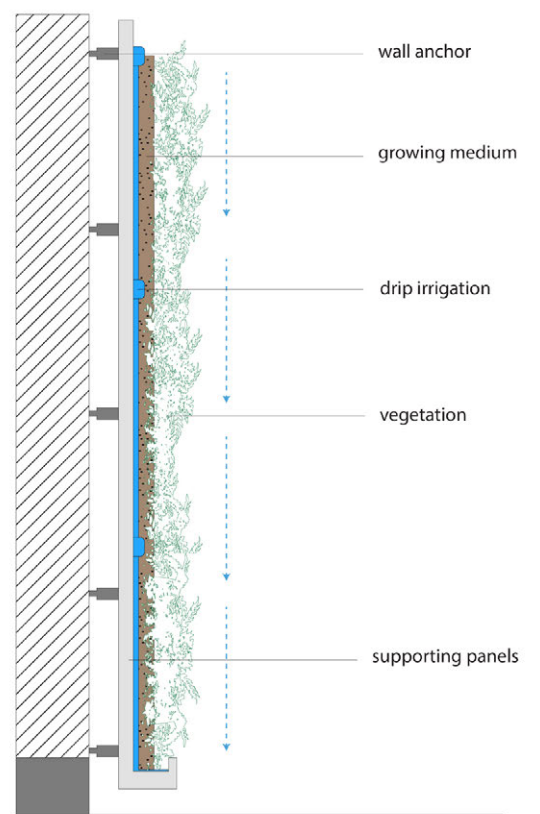 wall anchor
growing medium
drip irrigation
vegetation
supporting panels